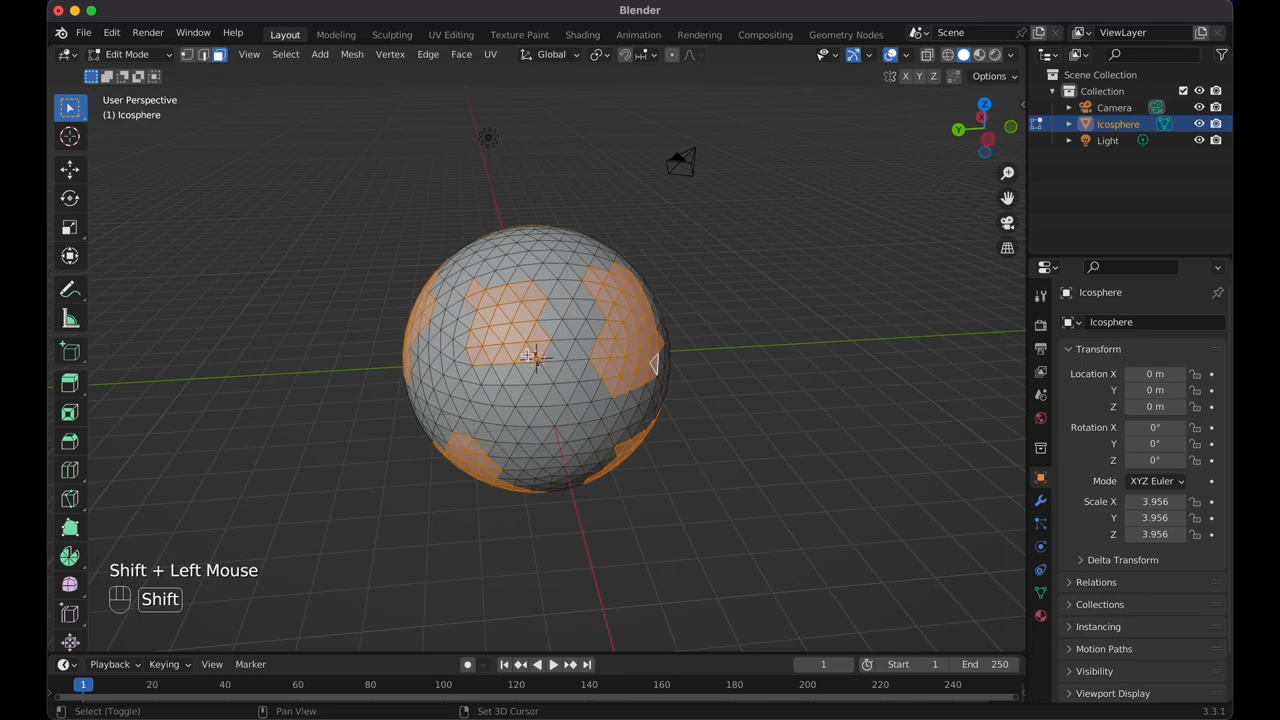 Blender
File Edit Render Window Help
Layout Modeling Sculpting UV Editing Texture Paint Shading Animation Rendering Compositing Geometry Nodes
Scene
ViewLayer
Edit Mode
View Select Add Mesh Vertex Edge Face UV
Global
X Y Z Options
User Perspective
(1) Icosphere
Z
X
Y
Scene Collection
Collection
Camera
Icosphere
Light
Icosphere
Icosphere
Transform
Location X 0 m
Y 0 m
Z 0 m
Rotation X 0°
Y 0°
Z 0°
Mode XYZ Euler
Scale X 3.956
Y 3.956
Z 3.956
Delta Transform
Relations
Collections
Instancing
Motion Paths
Visibility
Viewport Display
Shift + Left Mouse
Shift
Playback Keying View Marker
1
Start 1
End 250
1 20 40 60 80 100 120 140 160 180 200 220 240
Select (Toggle)
Pan View
Set 3D Cursor
3.3.1